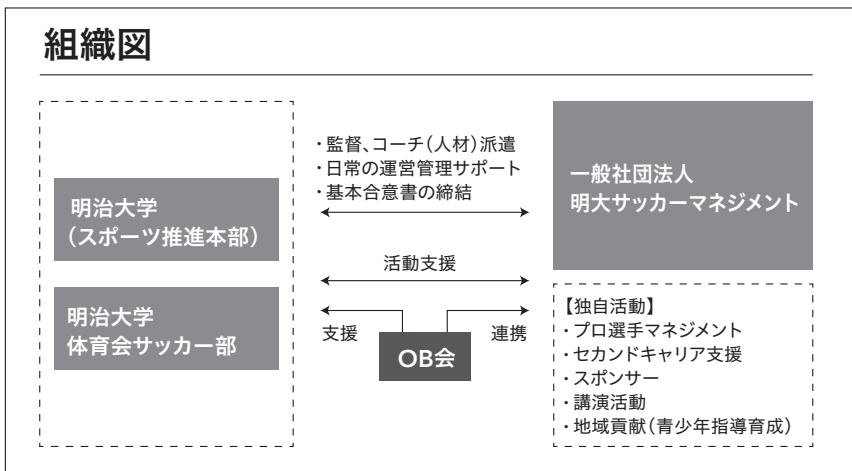 組織図
明治大学
（スポーツ推進本部）
明治大学
体育会サッカー部
・監督、コーチ（人材）派遣
・日常の運営管理サポート
・基本合意書の締結
活動支援
支援
連携
OB会
一般社団法人
明大サッカーマネジメント
【独自活動】
・プロ選手マネジメント
・セカンドキャリア支援
・スポンサー
・講演活動
・地域貢献（青少年指導育成）